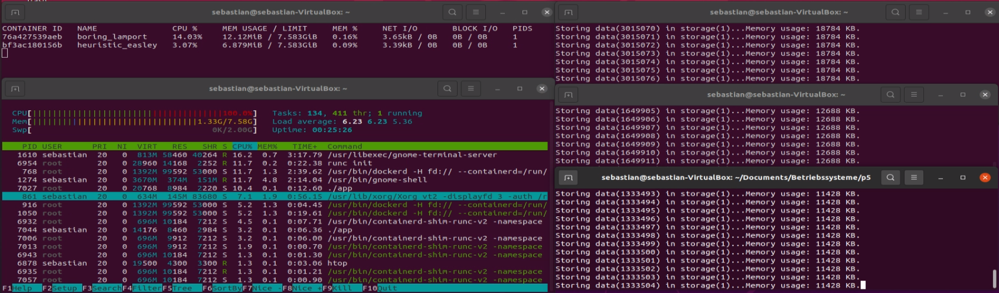 sebastian@sebastian-VirtualBox: ~
CONTAINER ID NAME CPU % MEM USAGE / LIMIT MEM % NET I/O BLOCK I/O PIDS
76a427539aeb boring_lamport 14.03% 12.12MiB / 7.583GiB 0.16% 3.65kB / 0B 0B / 0B 1
bf3ac180156b heuristic_easley 3.07% 6.879MiB / 7.583GiB 0.09% 3.39kB / 0B 0B / 0B 1
sebastian@sebastian-VirtualBox: ~
CPU[||||||||||||||||||||||||||||||||||||||100.0%] Tasks: 134, 411 thr; 1 running
Mem[|||||||||||||||||||||||||||||||||1.33G/7.58G] Load average: 6.23 6.23 5.36
Swp[ 0K/2.00G] Uptime: 00:25:26
PID USER PRI NI VIRT RES SHR S CPU% MEM% TIME+ Command
1610 sebastian 20 0 813M 58460 40264 R 16.2 0.7 3:17.79 /usr/libexec/gnome-terminal-server
6954 root 20 0 28960 14168 2252 R 11.7 0.2 0:22.38 runc init
768 root 20 0 1392M 99592 53000 S 11.7 1.3 2:39.62 /usr/bin/dockerd -H fd:// --containerd=/run/
1274 sebastian 20 0 3670M 374M 151M R 11.7 4.8 2:14.04 /usr/bin/gnome-shell
7027 root 20 0 20768 8984 2220 S 10.4 0.1 0:12.60 ./app
861 sebastian 20 0 634M 145M 83680 S 7.1 1.9 0:56.15 /usr/lib/xorg/Xorg vt2 -displayfd 3 -auth /r
916 root 20 0 1392M 99592 53000 S 5.2 1.3 0:04.45 /usr/bin/dockerd -H fd:// --containerd=/run/
1050 root 20 0 1392M 99592 53000 S 5.2 1.3 0:19.61 /usr/bin/dockerd -H fd:// --containerd=/run/
6932 root 20 0 696M 10184 7212 S 4.5 0.1 0:07.71 /usr/bin/containerd-shim-runc-v2 -namespace
7044 sebastian 20 0 14176 8460 2984 S 3.2 0.1 0:06.36 ./app
7006 root 20 0 696M 9912 7212 S 3.2 0.1 0:06.00 /usr/bin/containerd-shim-runc-v2 -namespace
7013 root 20 0 696M 9912 7212 S 1.9 0.1 0:00.70 /usr/bin/containerd-shim-runc-v2 -namespace
6943 root 20 0 696M 10184 7212 S 1.3 0.1 0:01.30 /usr/bin/containerd-shim-runc-v2 -namespace
6878 sebastian 20 0 19500 4300 3300 R 1.3 0.1 0:03.06 htop
6935 root 20 0 696M 10184 7212 R 1.3 0.1 0:01.21 /usr/bin/containerd-shim-runc-v2 -namespace
7057 root 20 0 696M 10184 7212 S 1.3 0.1 0:00.90 /usr/bin/containerd-shim-runc-v2 -namespace
F1Help F2Setup F3SearchF4FilterF5Tree F6SortByF7Nice -F8Nice +F9Kill F10Quit
sebastian@sebastian-VirtualBox: ~
Storing data(3015070) in storage(1)...Memory usage: 18784 KB.
Storing data(3015071) in storage(1)...Memory usage: 18784 KB.
Storing data(3015072) in storage(1)...Memory usage: 18784 KB.
Storing data(3015073) in storage(1)...Memory usage: 18784 KB.
Storing data(3015074) in storage(1)...Memory usage: 18784 KB.
Storing data(3015075) in storage(1)...Memory usage: 18784 KB.
Storing data(3015076) in storage(1)...Memory usage: 18784 KB.
sebastian@sebastian-VirtualBox: ~
Storing data(1649905) in storage(1)...Memory usage: 12688 KB.
Storing data(1649906) in storage(1)...Memory usage: 12688 KB.
Storing data(1649907) in storage(1)...Memory usage: 12688 KB.
Storing data(1649908) in storage(1)...Memory usage: 12688 KB.
Storing data(1649909) in storage(1)...Memory usage: 12688 KB.
Storing data(1649910) in storage(1)...Memory usage: 12688 KB.
Storing data(1649911) in storage(1)...Memory usage: 12688 KB.
sebastian@sebastian-VirtualBox: ~/Documents/Betriebssysteme/p5
Storing data(1333493) in storage(1)...Memory usage: 11428 KB.
Storing data(1333494) in storage(1)...Memory usage: 11428 KB.
Storing data(1333495) in storage(1)...Memory usage: 11428 KB.
Storing data(1333496) in storage(1)...Memory usage: 11428 KB.
Storing data(1333497) in storage(1)...Memory usage: 11428 KB.
Storing data(1333498) in storage(1)...Memory usage: 11428 KB.
Storing data(1333499) in storage(1)...Memory usage: 11428 KB.
Storing data(1333500) in storage(1)...Memory usage: 11428 KB.
Storing data(1333501) in storage(1)...Memory usage: 11428 KB.
Storing data(1333502) in storage(1)...Memory usage: 11428 KB.
Storing data(1333503) in storage(1)...Memory usage: 11428 KB.
Storing data(1333504) in storage(1)...Memory usage: 11428 KB.